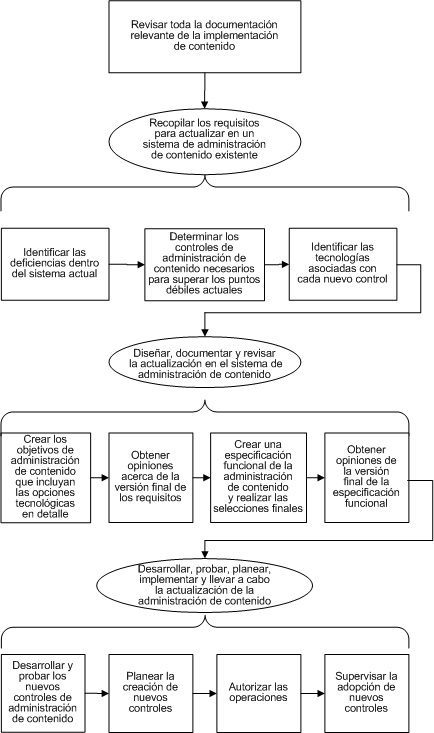 Revisar toda la documentación
relevante de la implementación
de contenido
Recopilar los requisitos
para actualizar en un
sistema de administración
de contenido existente
Identificar las
deficiencias dentro
del sistema actual
Determinar los
controles de
administración de
contenido necesarios
para superar los puntos
débiles actuales
Identificar las
tecnologías
asociadas con
cada nuevo control
Diseñar, documentar y revisar
la actualización en el sistema de
administración de contenido
Crear los
objetivos de
administración
de contenido
que incluyan
las opciones
tecnológicas
en detalle
Obtener
opiniones
acerca de la
versión final de
los requisitos
Crear una
especificación
funcional de la
administración
de contenido
y realizar las
selecciones finales
Obtener
opiniones de
la versión
final de la
especificación
funcional
Desarrollar, probar, planear,
implementar y llevar a cabo
la actualización de la
administración de contenido
Desarrollar y
probar los
nuevos
controles de
administración
de contenido
Planear la
creación de
nuevos
controles
Autorizar las
operaciones
Supervisar la
adopción de
nuevos
controles